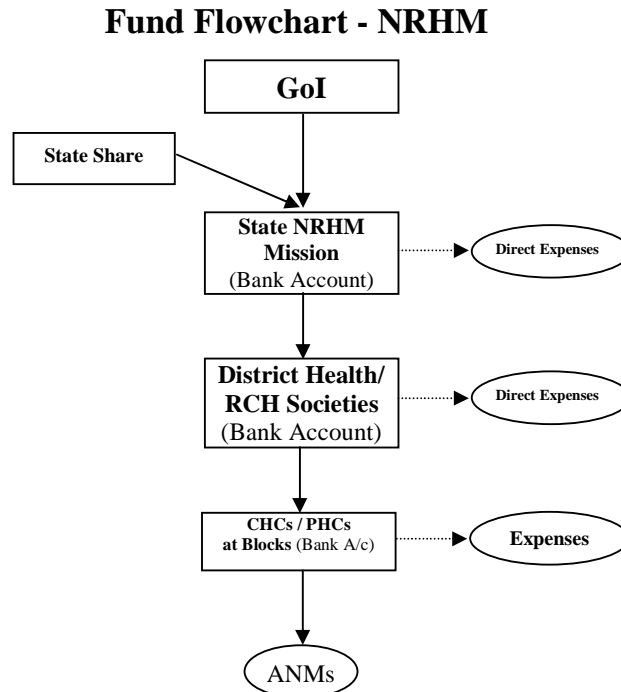 Fund Flowchart - NRHM
GoI
State Share
State NRHM
Mission
(Bank Account)
Direct Expenses
District Health/
RCH Societies
(Bank Account)
Direct Expenses
CHCs / PHCs
at Blocks (Bank A/c)
Expenses
ANMs